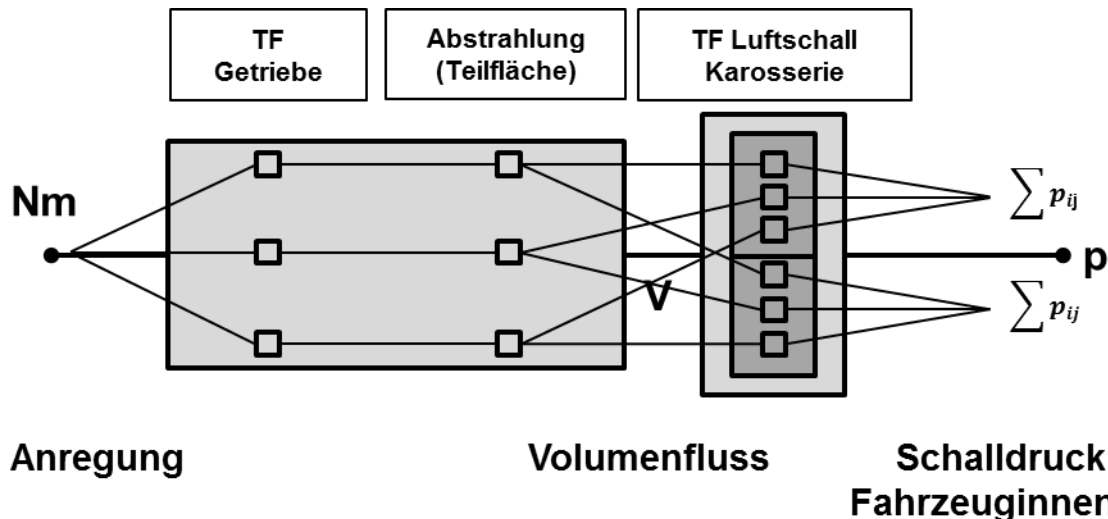 TF
Getriebe
Abstrahlung
(Teilfläche)
TF Luftschall
Karosserie
Nm
∑ p_ij
V
p
∑ p_ij
Anregung
Volumenfluss
Schalldruck
Fahrzeuginnen